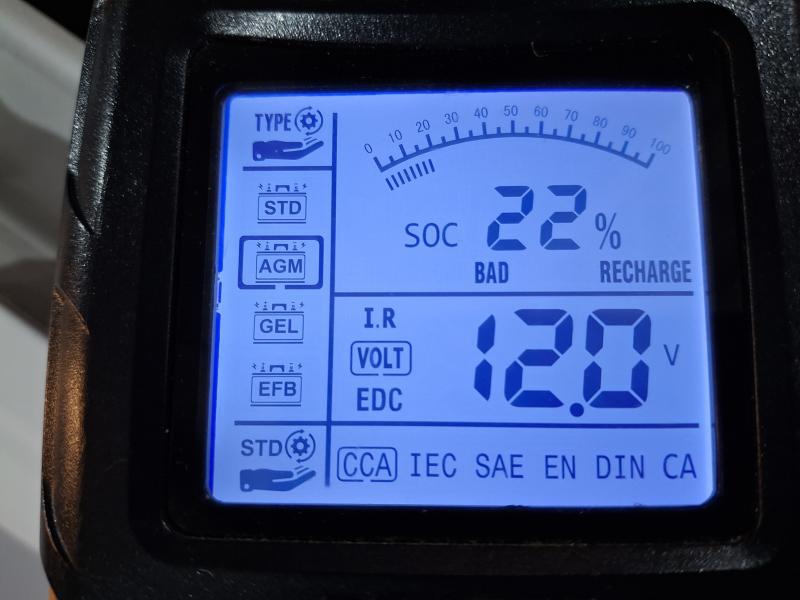 TYPE
STD
AGM
GEL
EFB
STD
0 10 20 30 40 50 60 70 80 90 100
SOC 22 %
BAD RECHARGE
I.R
VOLT
EDC
12.0 V
CCA IEC SAE EN DIN CA